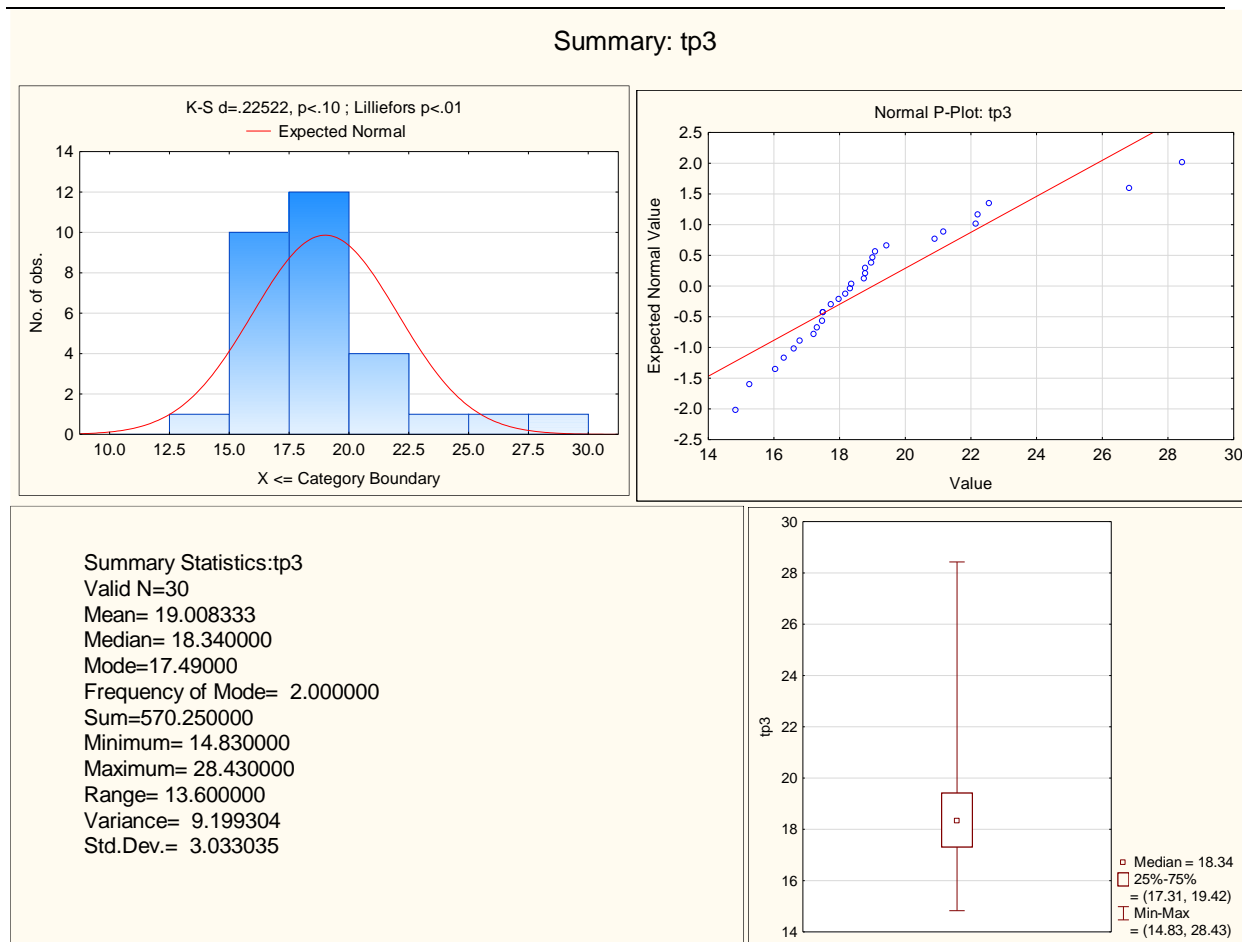 Summary: tp3
K-S d=.22522, p<.10 ; Lilliefors p<.01
Expected Normal
14
12
10
8
6
4
2
0
No. of obs.
10.0 12.5 15.0 17.5 20.0 22.5 25.0 27.5 30.0
X <= Category Boundary
Normal P-Plot: tp3
2.5
2.0
1.5
1.0
0.5
0.0
-0.5
-1.0
-1.5
-2.0
-2.5
Expected Normal Value
14 16 18 20 22 24 26 28 30
Value
Summary Statistics:tp3
Valid N=30
Mean= 19.008333
Median= 18.340000
Mode=17.49000
Frequency of Mode= 2.000000
Sum=570.250000
Minimum= 14.830000
Maximum= 28.430000
Range= 13.600000
Variance= 9.199304
Std.Dev.= 3.033035
30
28
26
24
22
20
18
16
14
tp3
Median = 18.34
25%-75%
= (17.31, 19.42)
Min-Max
= (14.83, 28.43)